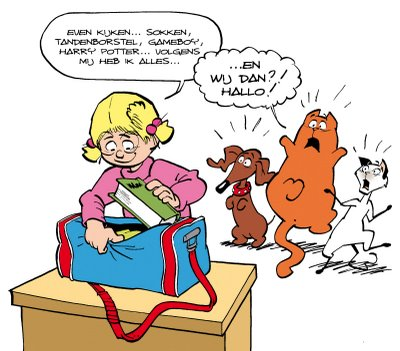 EVEN KIJKEN... SOKKEN,
TANDENBORSTEL, GAMEBOY,
HARRY POTTER... VOLGENS
MIJ HEB IK ALLES...
...EN
WIJ DAN?!
HALLO!